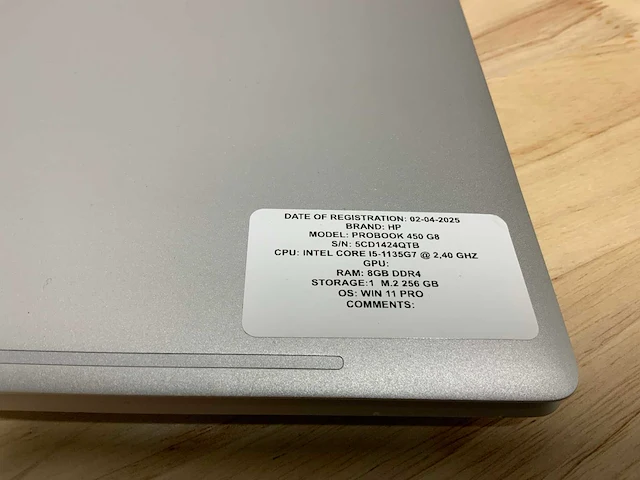 DATE OF REGISTRATION: 02-04-2025
BRAND: HP
MODEL: PROBOOK 450 G8
S/N: 5CD1424QTB
CPU: INTEL CORE I5-1135G7 @ 2,40 GHZ
GPU:
RAM: 8GB DDR4
STORAGE:1 M.2 256 GB
OS: WIN 11 PRO
COMMENTS: